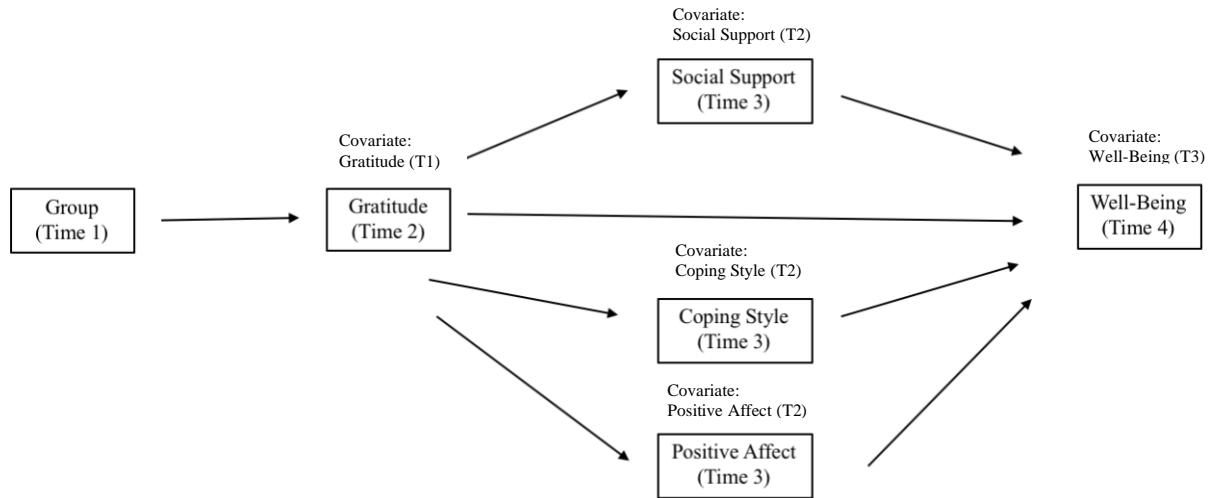 Covariate:
Social Support (T2)
Social Support
(Time 3)
Covariate:
Gratitude (T1)
Covariate:
Well-Being (T3)
Group
(Time 1)
Gratitude
(Time 2)
Well-Being
(Time 4)
Covariate:
Coping Style (T2)
Coping Style
(Time 3)
Covariate:
Positive Affect (T2)
Positive Affect
(Time 3)